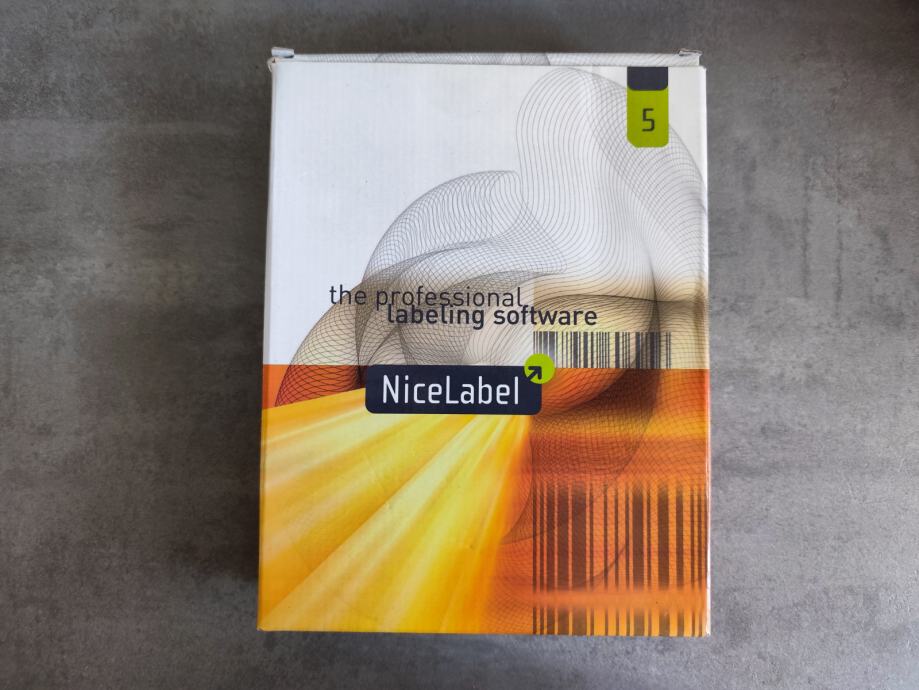 5
the professional
labeling software
NiceLabel